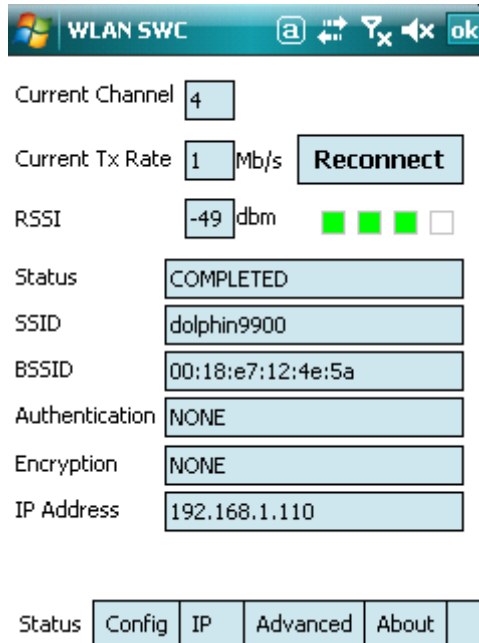 WLAN SWC a ok
Current Channel 4
Current Tx Rate 1 Mb/s Reconnect
RSSI -49 dbm
Status COMPLETED
SSID dolphin9900
BSSID 00:18:e7:12:4e:5a
Authentication NONE
Encryption NONE
IP Address 192.168.1.110
Status Config IP Advanced About